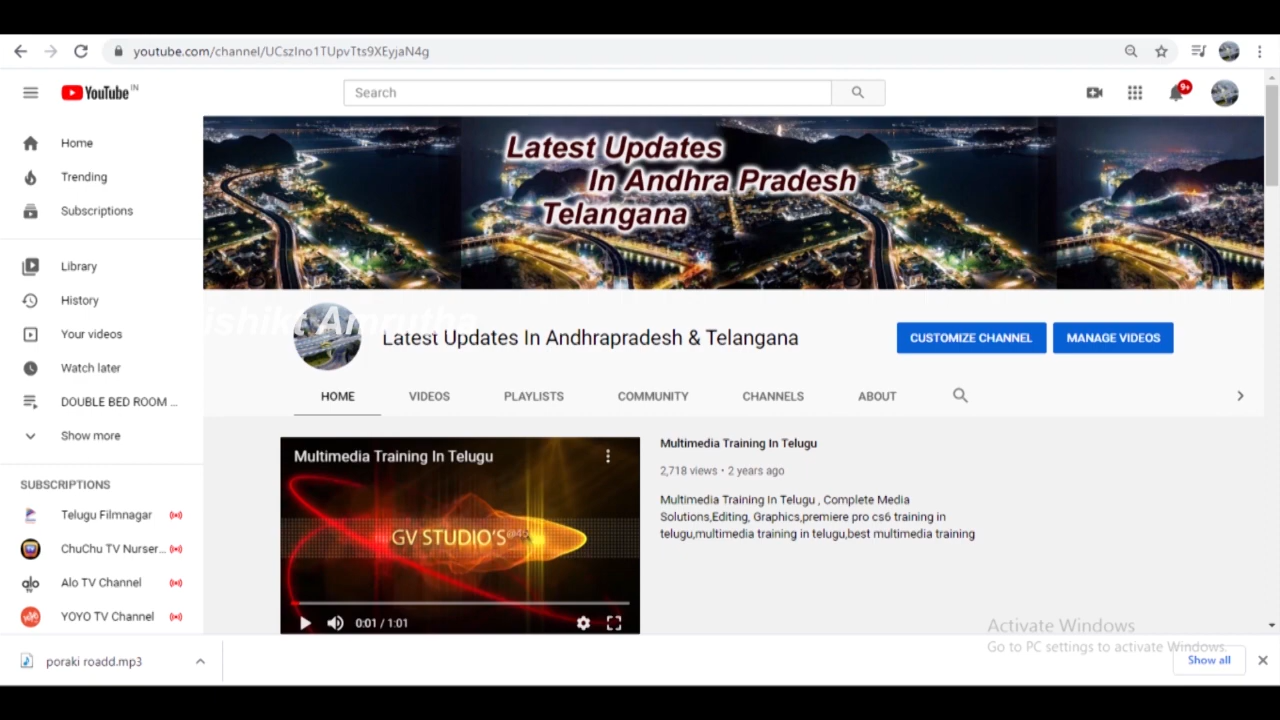 youtube.com/channel/UCszIno1TUpvTts9XEyjaN4g
YouTube IN
Search
9+
Home
Trending
Subscriptions
Library
History
Your videos
Watch later
DOUBLE BED ROOM ...
Show more
SUBSCRIPTIONS
Telugu Filmnagar
ChuChu TV Nurser...
Alo TV Channel
YOYO TV Channel
Latest Updates
In Andhra Pradesh
Telangana
ishikt Amrutha
Latest Updates In Andhrapradesh & Telangana
CUSTOMIZE CHANNEL
MANAGE VIDEOS
HOME
VIDEOS
PLAYLISTS
COMMUNITY
CHANNELS
ABOUT
Multimedia Training In Telugu
GV STUDIO'S
0:01 / 1:01
Multimedia Training In Telugu
2,718 views • 2 years ago
Multimedia Training In Telugu , Complete Media
Solutions,Editing, Graphics,premiere pro cs6 training in
telugu,multimedia training in telugu,best multimedia training
Activate Windows
Go to PC settings to activate Windows.
poraki roadd.mp3
Show all